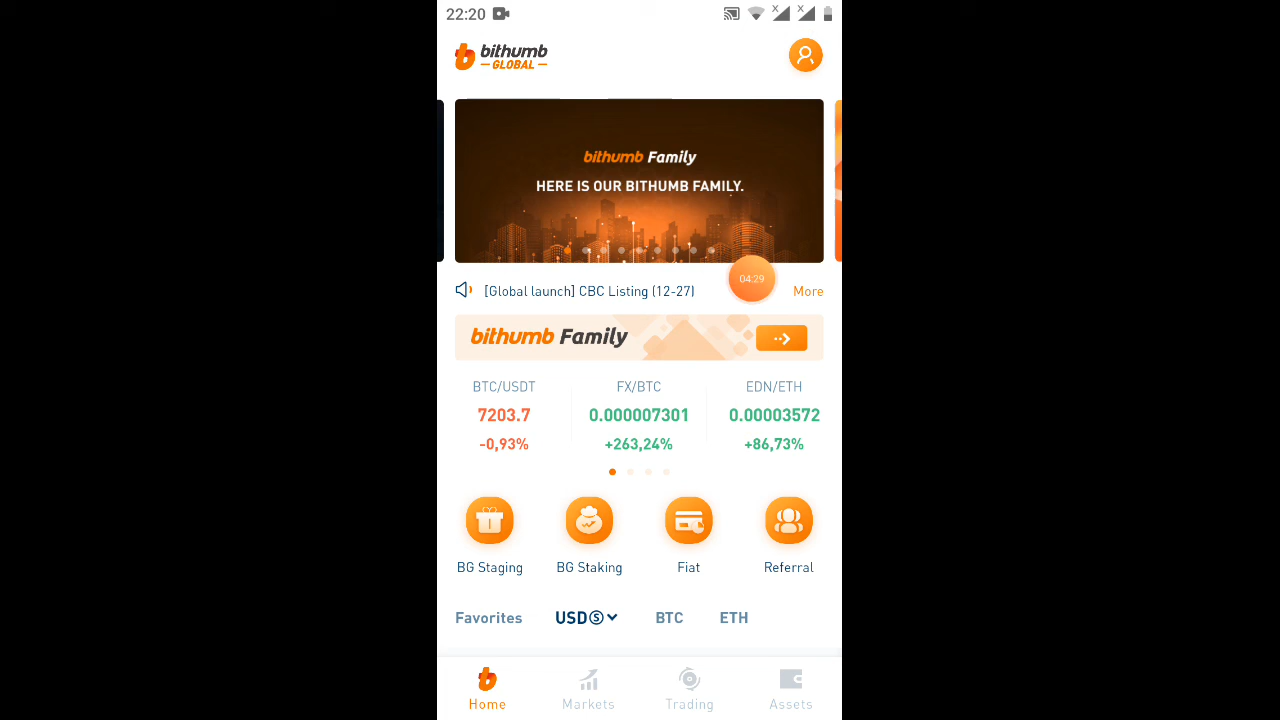 22:20
bithumb
GLOBAL
bithumb Family
HERE IS OUR BITHUMB FAMILY.
04:29
[Global launch] CBC Listing (12-27)
More
bithumb Family
BTC/USDT FX/BTC EDN/ETH
7203.7 0.000007301 0.00003572
-0,93% +263,24% +86,73%
BG Staging BG Staking Fiat Referral
Favorites USDⓈ BTC ETH
Home Markets Trading Assets